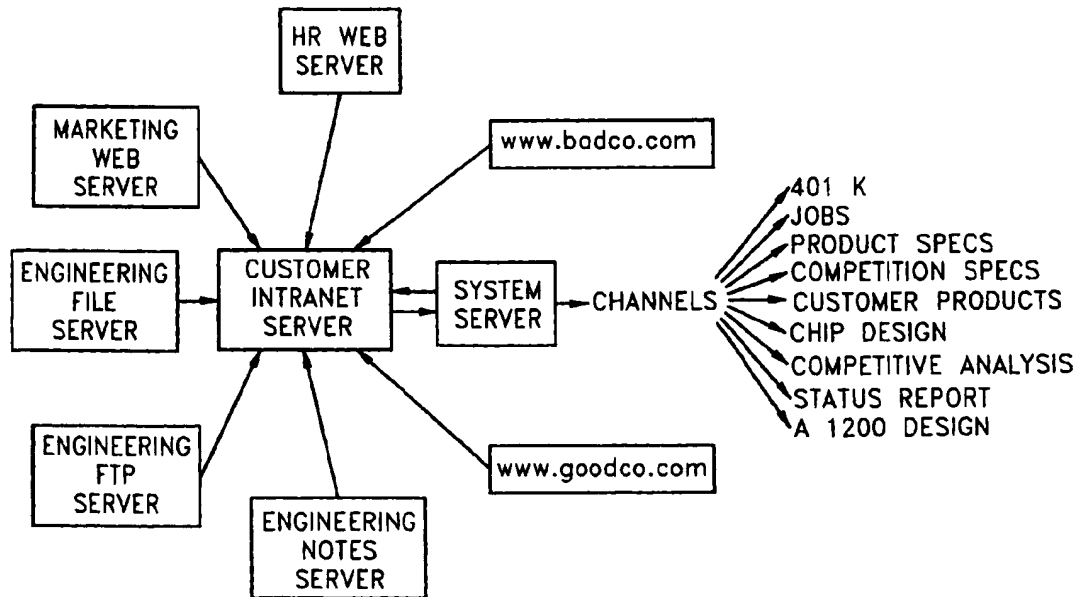 HR WEB
SERVER
MARKETING
WEB
SERVER
www.badco.com
ENGINEERING
FILE
SERVER
CUSTOMER
INTRANET
SERVER
SYSTEM
SERVER
CHANNELS
401 K
JOBS
PRODUCT SPECS
COMPETITION SPECS
CUSTOMER PRODUCTS
CHIP DESIGN
COMPETITIVE ANALYSIS
STATUS REPORT
A 1200 DESIGN
ENGINEERING
FTP
SERVER
ENGINEERING
NOTES
SERVER
www.goodco.com